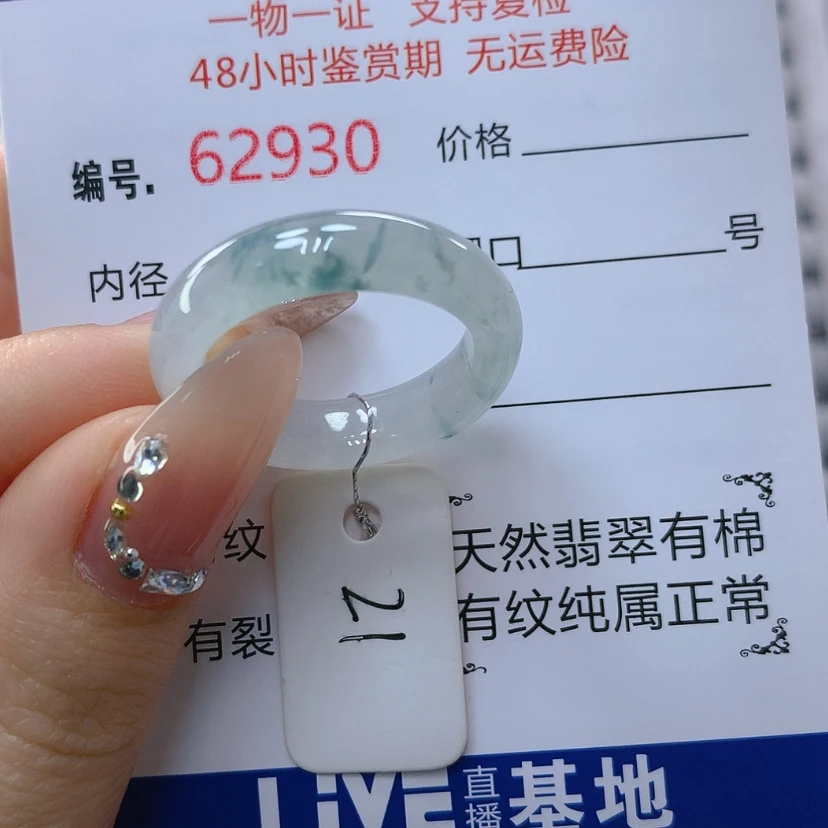 一物一证 支持复检
48小时鉴赏期 无运费险
编号. 62930 价格
内径 口 号
纹 天然翡翠有棉
有裂 有纹纯属正常
21
LIVE 直播 基地